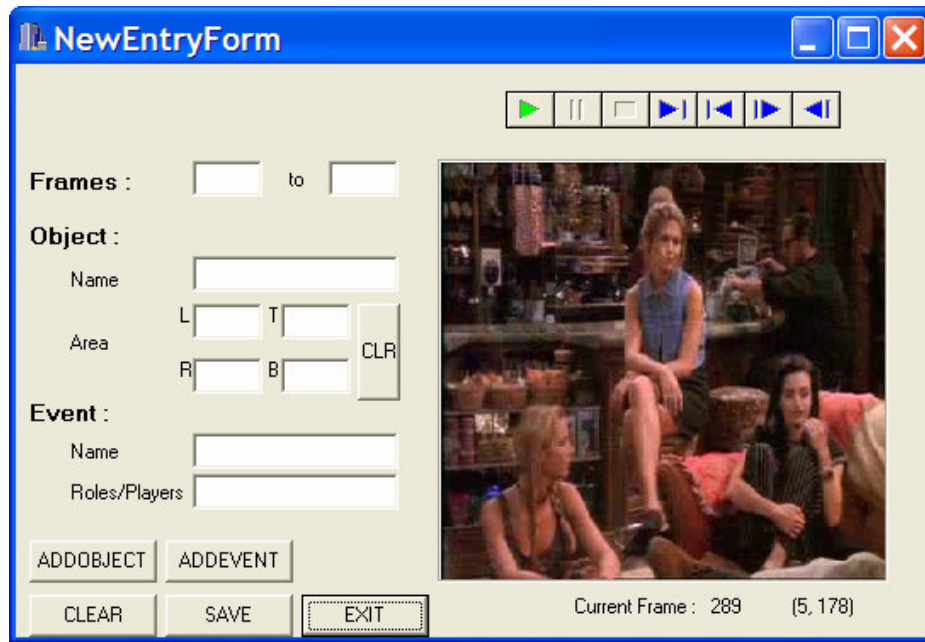 NewEntryForm
Frames : to
Object :
Name
L T
Area
CLR
R B
Event :
Name
Roles/Players
ADDOBJECT ADDEVENT
CLEAR SAVE EXIT
Current Frame : 289 (5, 178)